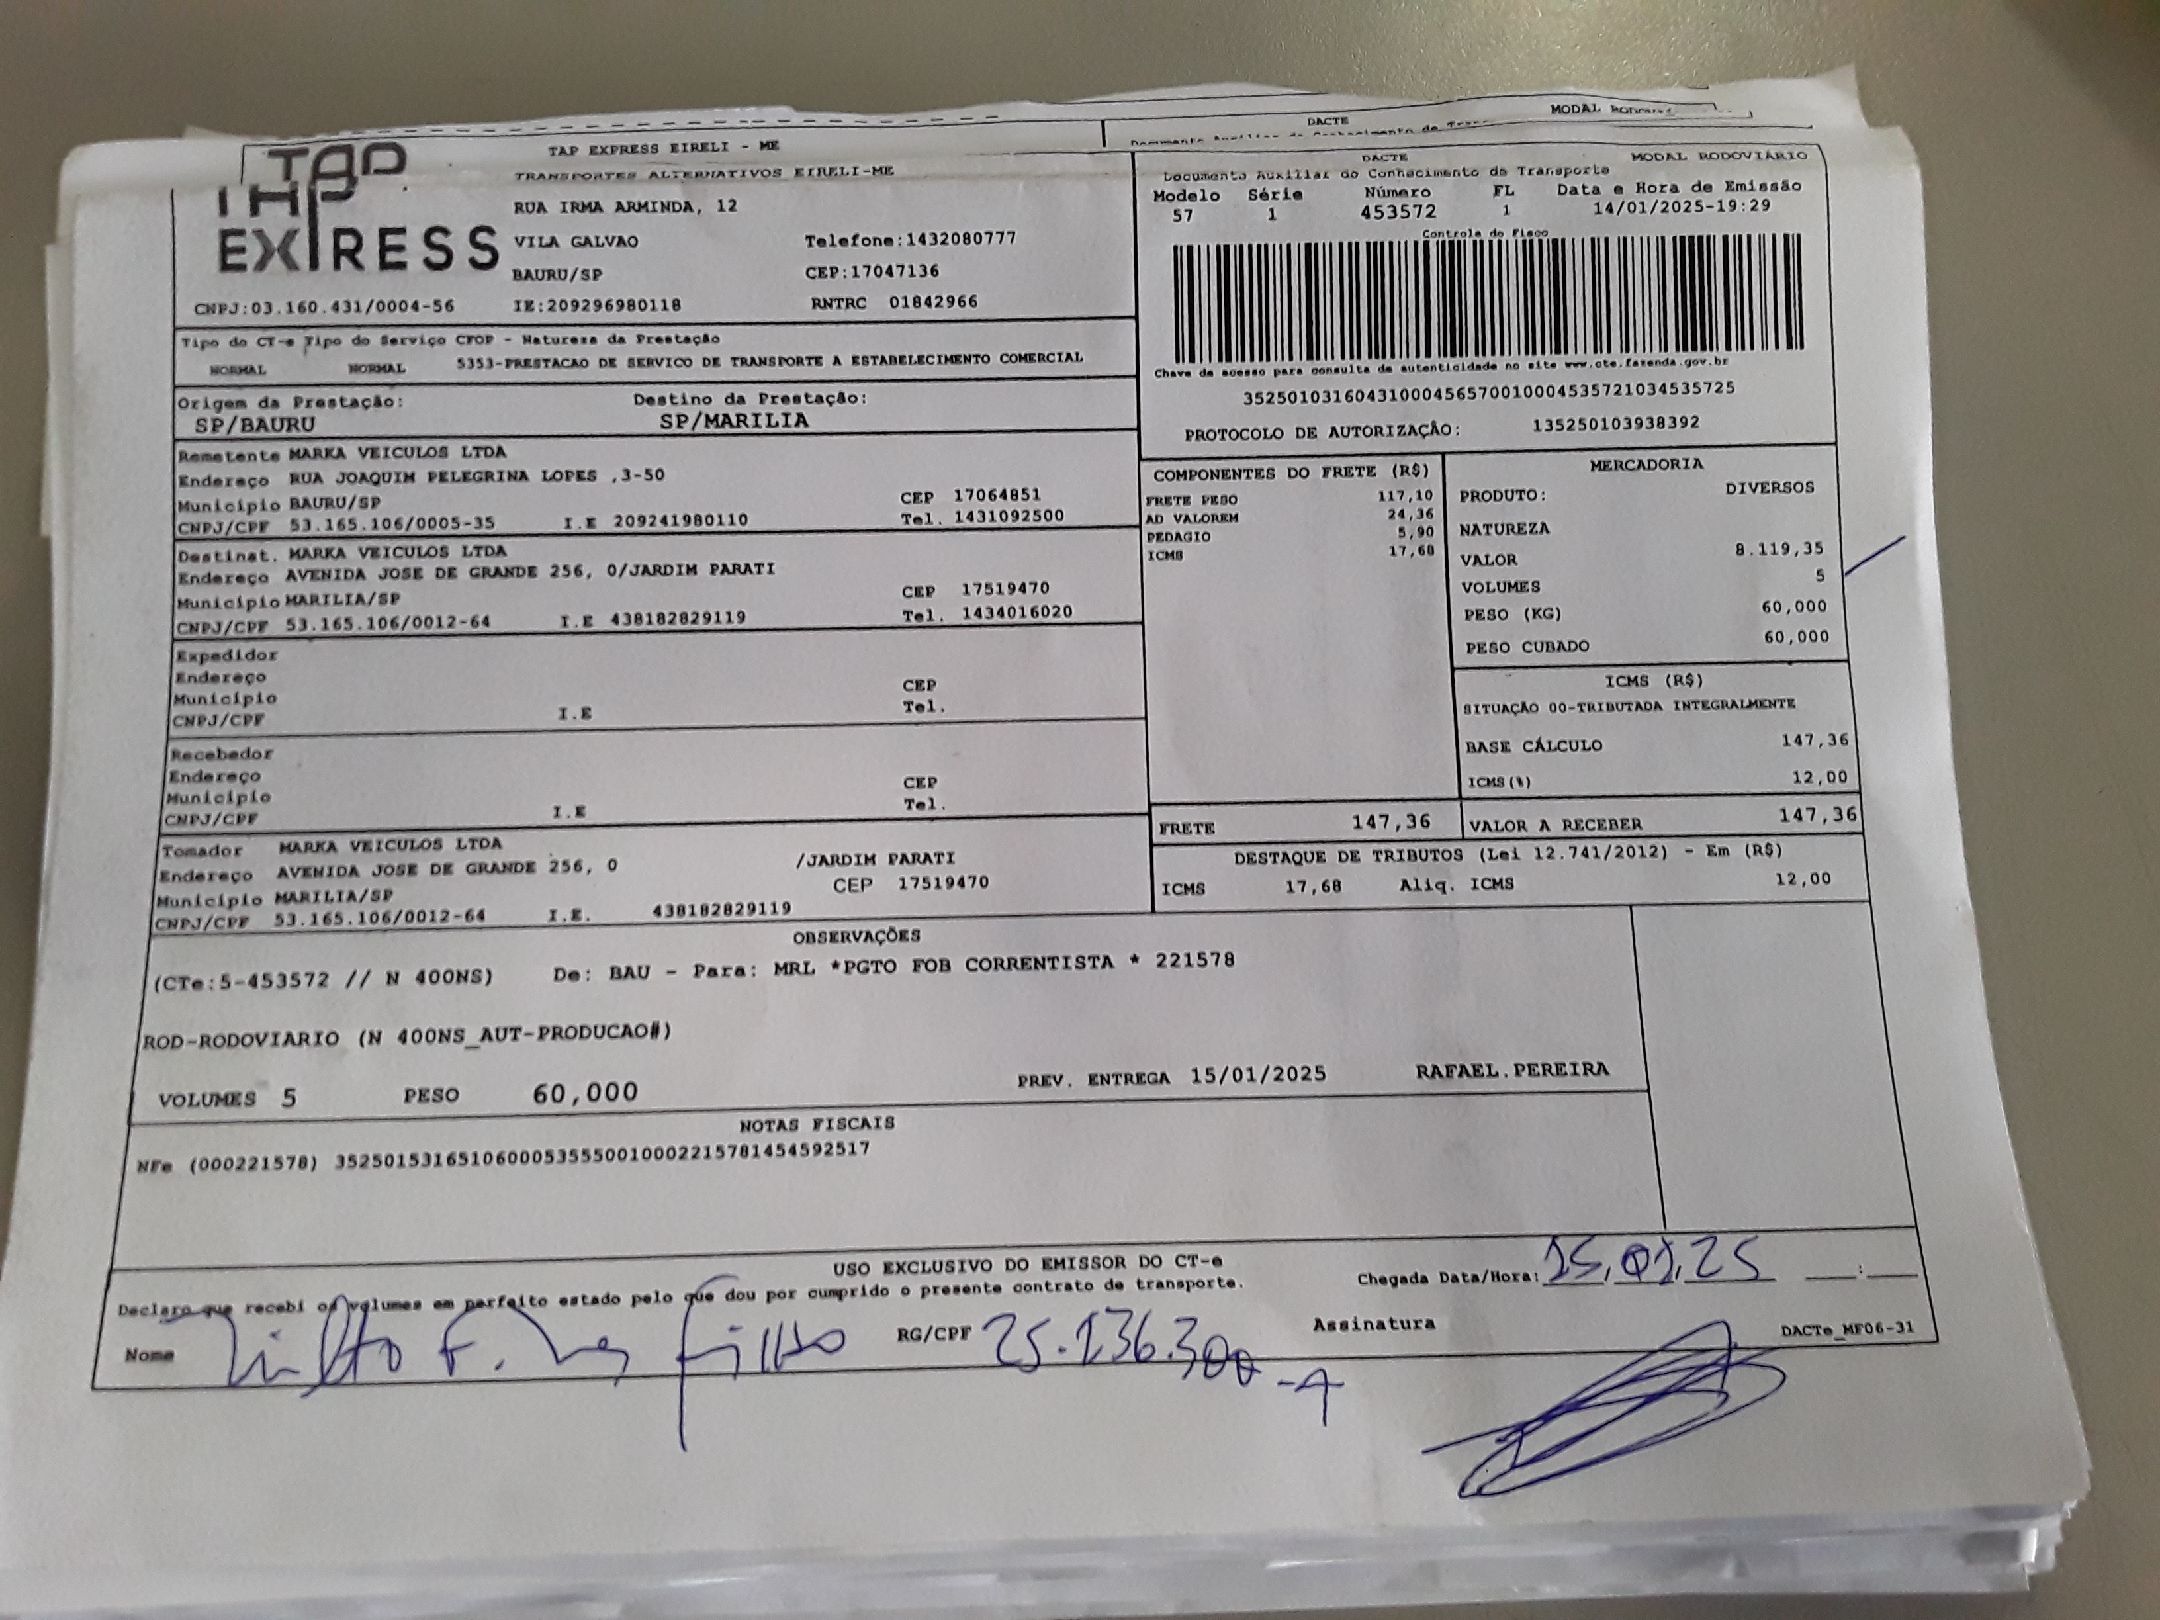 DACTE
MODAL
TAP
TAP EXPRESS EIRELI - ME
TRANSPORTES ALTERNATIVOS EIRELI-ME
TAP EXPRESS
RUA IRMA ARMINDA, 12
VILA GALVAO Telefone:1432080777
BAURU/SP CEP:17047136
CNPJ:03.160.431/0004-56 IE:209296980118 RNTRC 01842966
DACTE MODAL RODOVIÁRIO
Documento Auxiliar do Conhecimento de Transporte
Modelo Série Número FL Data e Hora de Emissão
57 1 453572 1 14/01/2025-19:29
Controle do Fisco
Chave de acesso para consulta de autenticidade no site www.cte.fazenda.gov.br
35250103160431000456570010004535721034535725
PROTOCOLO DE AUTORIZAÇÃO: 135250103938392
Tipo do CT-e Tipo do Serviço CFOP - Natureza da Prestação
NORMAL NORMAL 5353-PRESTACAO DE SERVICO DE TRANSPORTE A ESTABELECIMENTO COMERCIAL
Origem da Prestação: Destino da Prestação:
SP/BAURU SP/MARILIA
Remetente MARKA VEICULOS LTDA
Endereço RUA JOAQUIM PELEGRINA LOPES ,3-50
Município BAURU/SP CEP 17064851
CNPJ/CPF 53.165.106/0005-35 I.E 209241980110 Tel. 1431092500
Destinat. MARKA VEICULOS LTDA
Endereço AVENIDA JOSE DE GRANDE 256, 0/JARDIM PARATI
Município MARILIA/SP CEP 17519470
CNPJ/CPF 53.165.106/0012-64 I.E 438182829119 Tel. 1434016020
Expedidor
Endereço
Município CEP
CNPJ/CPF I.E Tel.
Recebedor
Endereço
Município CEP
CNPJ/CPF I.E Tel.
Tomador MARKA VEICULOS LTDA
Endereço AVENIDA JOSE DE GRANDE 256, 0 /JARDIM PARATI
Município MARILIA/SP CEP 17519470
CNPJ/CPF 53.165.106/0012-64 I.E. 438182829119
COMPONENTES DO FRETE (R$)
FRETE PESO 117,10
AD VALOREM 24,36
PEDAGIO 5,90
ICMS 17,68
MERCADORIA
PRODUTO: DIVERSOS
NATUREZA
VALOR 8.119,35
VOLUMES 5
PESO (KG) 60,000
PESO CUBADO 60,000
ICMS (R$)
SITUAÇÃO 00-TRIBUTADA INTEGRALMENTE
BASE CÁLCULO 147,36
ICMS(%) 12,00
FRETE 147,36 VALOR A RECEBER 147,36
DESTAQUE DE TRIBUTOS (Lei 12.741/2012) - Em (R$)
ICMS 17,68 Aliq. ICMS 12,00
OBSERVAÇÕES
(CTe:5-453572 // N 400NS) De: BAU - Para: MRL *PGTO FOB CORRENTISTA * 221578
ROD-RODOVIARIO (N 400NS_AUT-PRODUCAO#)
VOLUMES 5 PESO 60,000 PREV. ENTREGA 15/01/2025 RAFAEL.PEREIRA
NOTAS FISCAIS
NFe (000221578) 35250153165106000535550010002215781454592517
USO EXCLUSIVO DO EMISSOR DO CT-e
Declaro que recebi os volumes em perfeito estado pelo que dou por cumprido o presente contrato de transporte.
Chegada Data/Hora: 15,01,25 __:__
Nome F. filho RG/CPF 25.136.300-4 Assinatura
DACTe_MF06-31